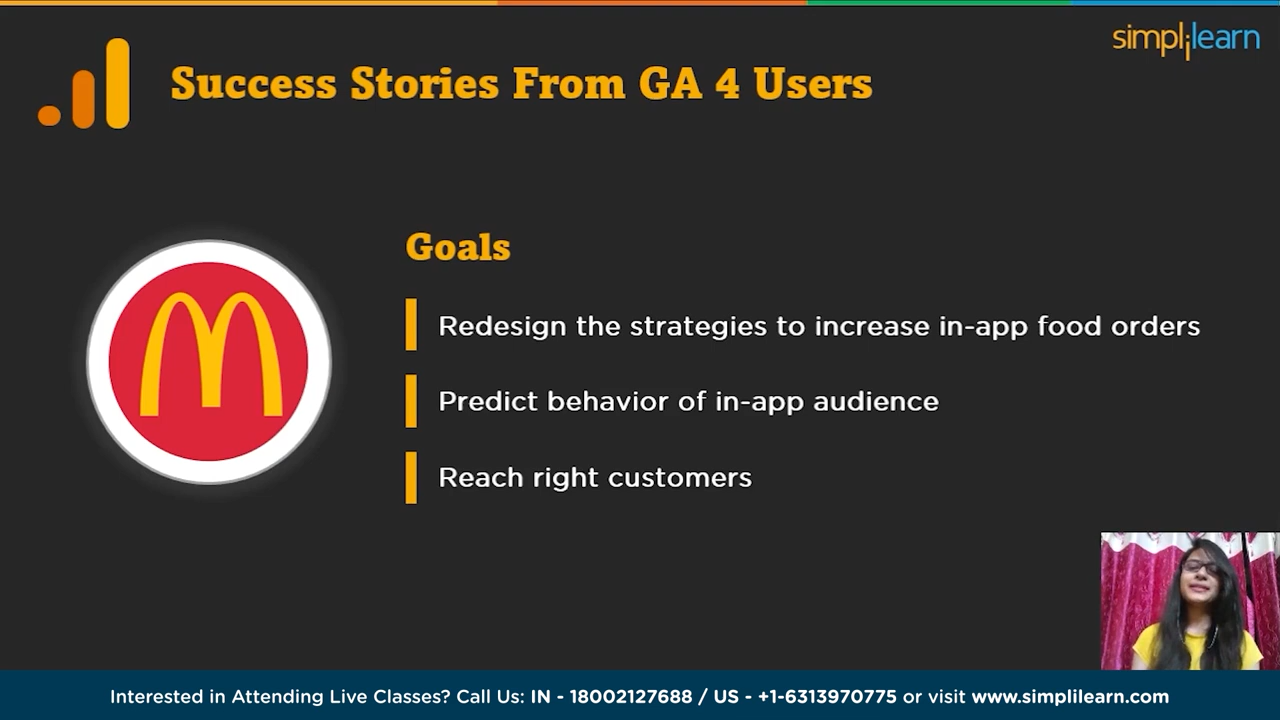 simplilearn
Success Stories From GA 4 Users
Goals
Redesign the strategies to increase in-app food orders
Predict behavior of in-app audience
Reach right customers
Interested in Attending Live Classes? Call Us: IN - 18002127688 / US - +1-6313970775 or visit www.simplilearn.com